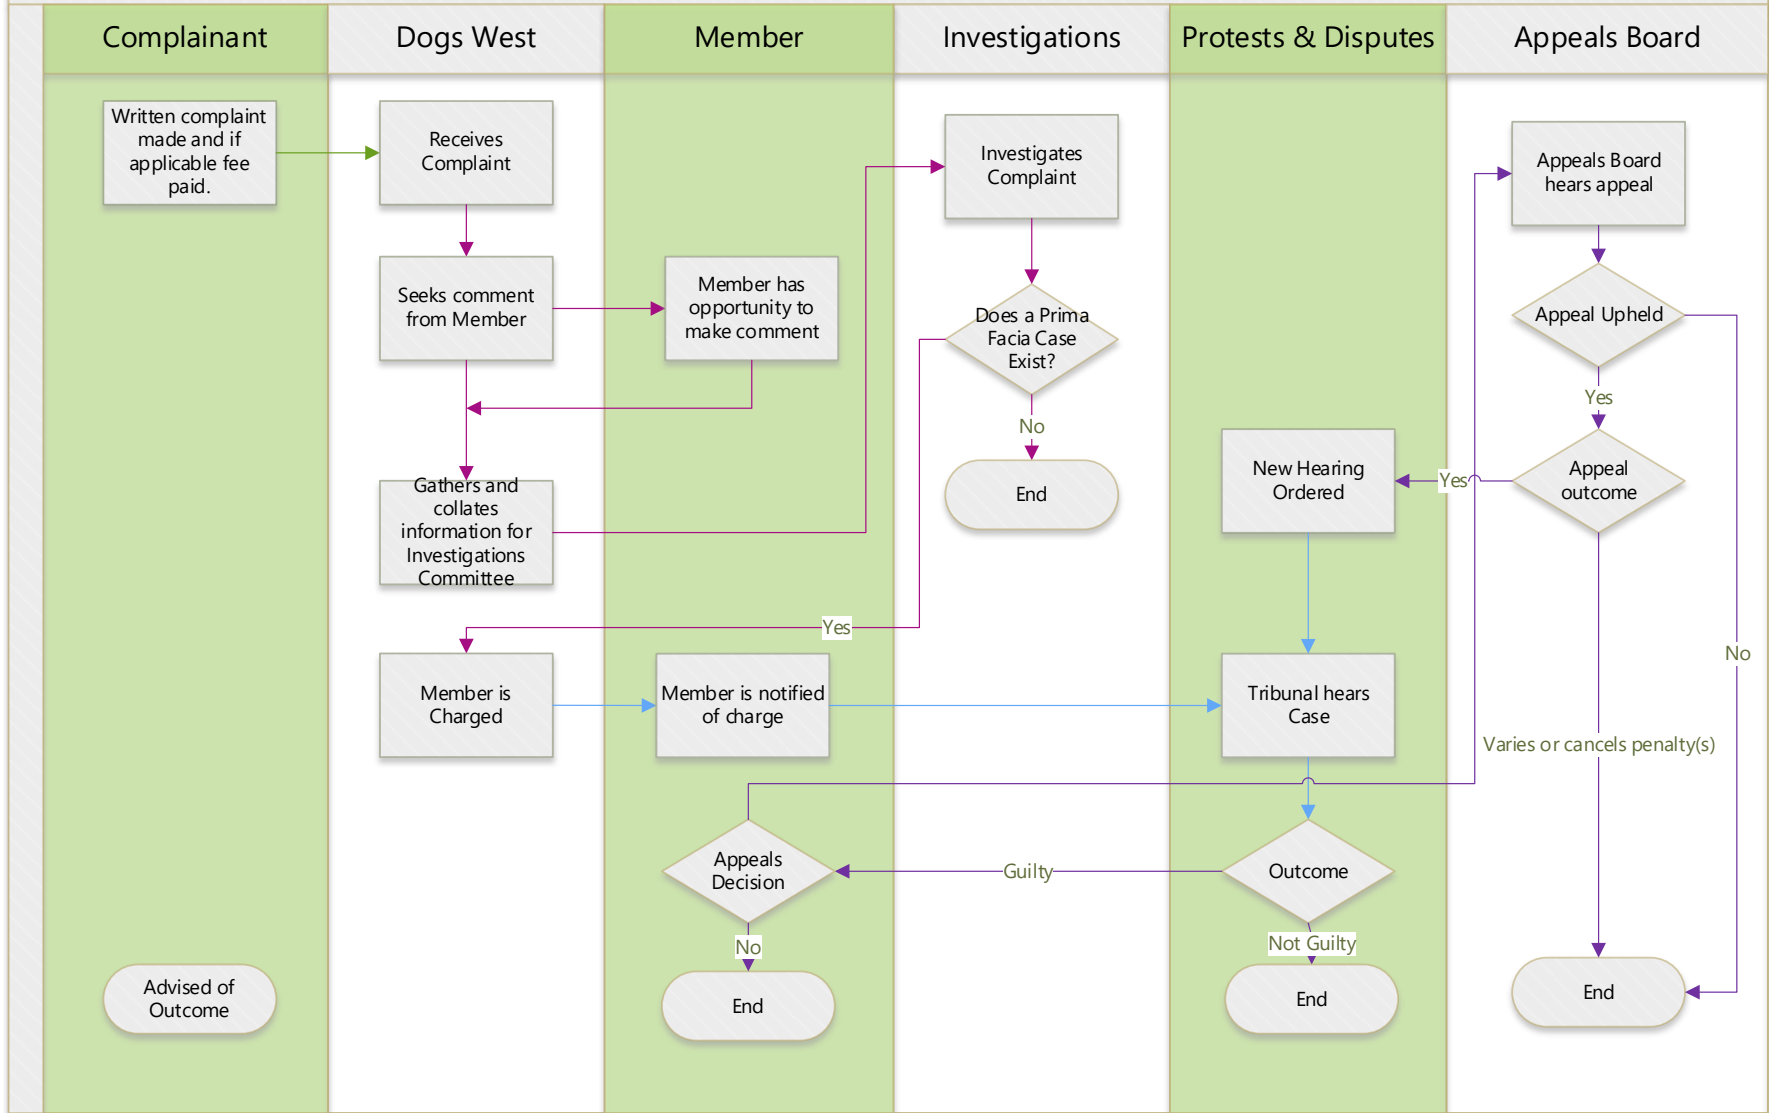 Complainant
Dogs West
Member
Investigations
Protests & Disputes
Appeals Board
Written complaint
made and if
applicable fee
paid.
Receives
Complaint
Investigates
Complaint
Appeals Board
hears appeal
Seeks comment
from Member
Member has
opportunity to
make comment
Does a Prima
Facia Case
Exist?
Appeal Upheld
Yes
No
Gathers and
collates
information for
Investigations
Committee
End
New Hearing
Ordered
Yes
Appeal
outcome
Yes
No
Member is
Charged
Member is notified
of charge
Tribunal hears
Case
Varies or cancels penalty(s)
Appeals
Decision
Guilty
Outcome
No
Not Guilty
Advised of
Outcome
End
End
End